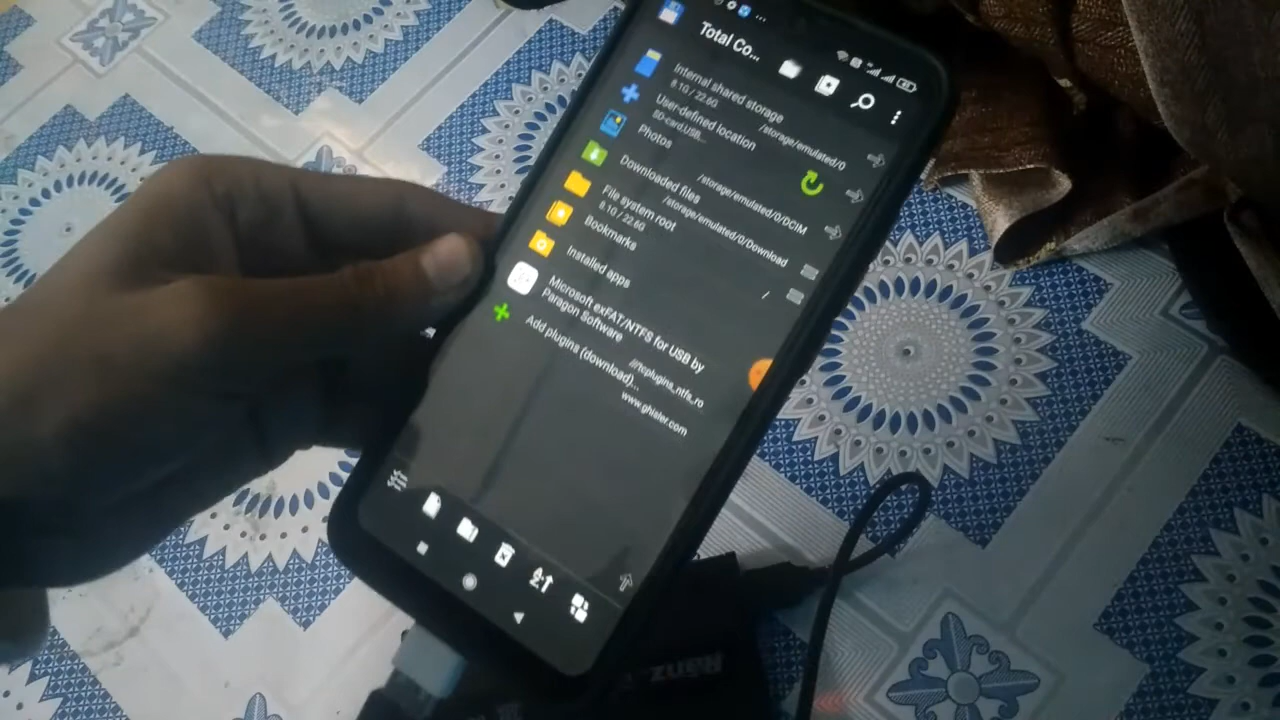 Total Co...
Internal shared storage
8.1G / 22.6G
/storage/emulated/0
User-defined location
SD-card,USB,...
Photos
/storage/emulated/0/DCIM
Downloaded files
/storage/emulated/0/Download
File system root
8.1G / 22.6G
/
Bookmarks
Installed apps
Microsoft exFAT/NTFS for USB by
Paragon Software
///tcplugins_ntfs_ro
Add plugins (download)...
www.ghisler.com